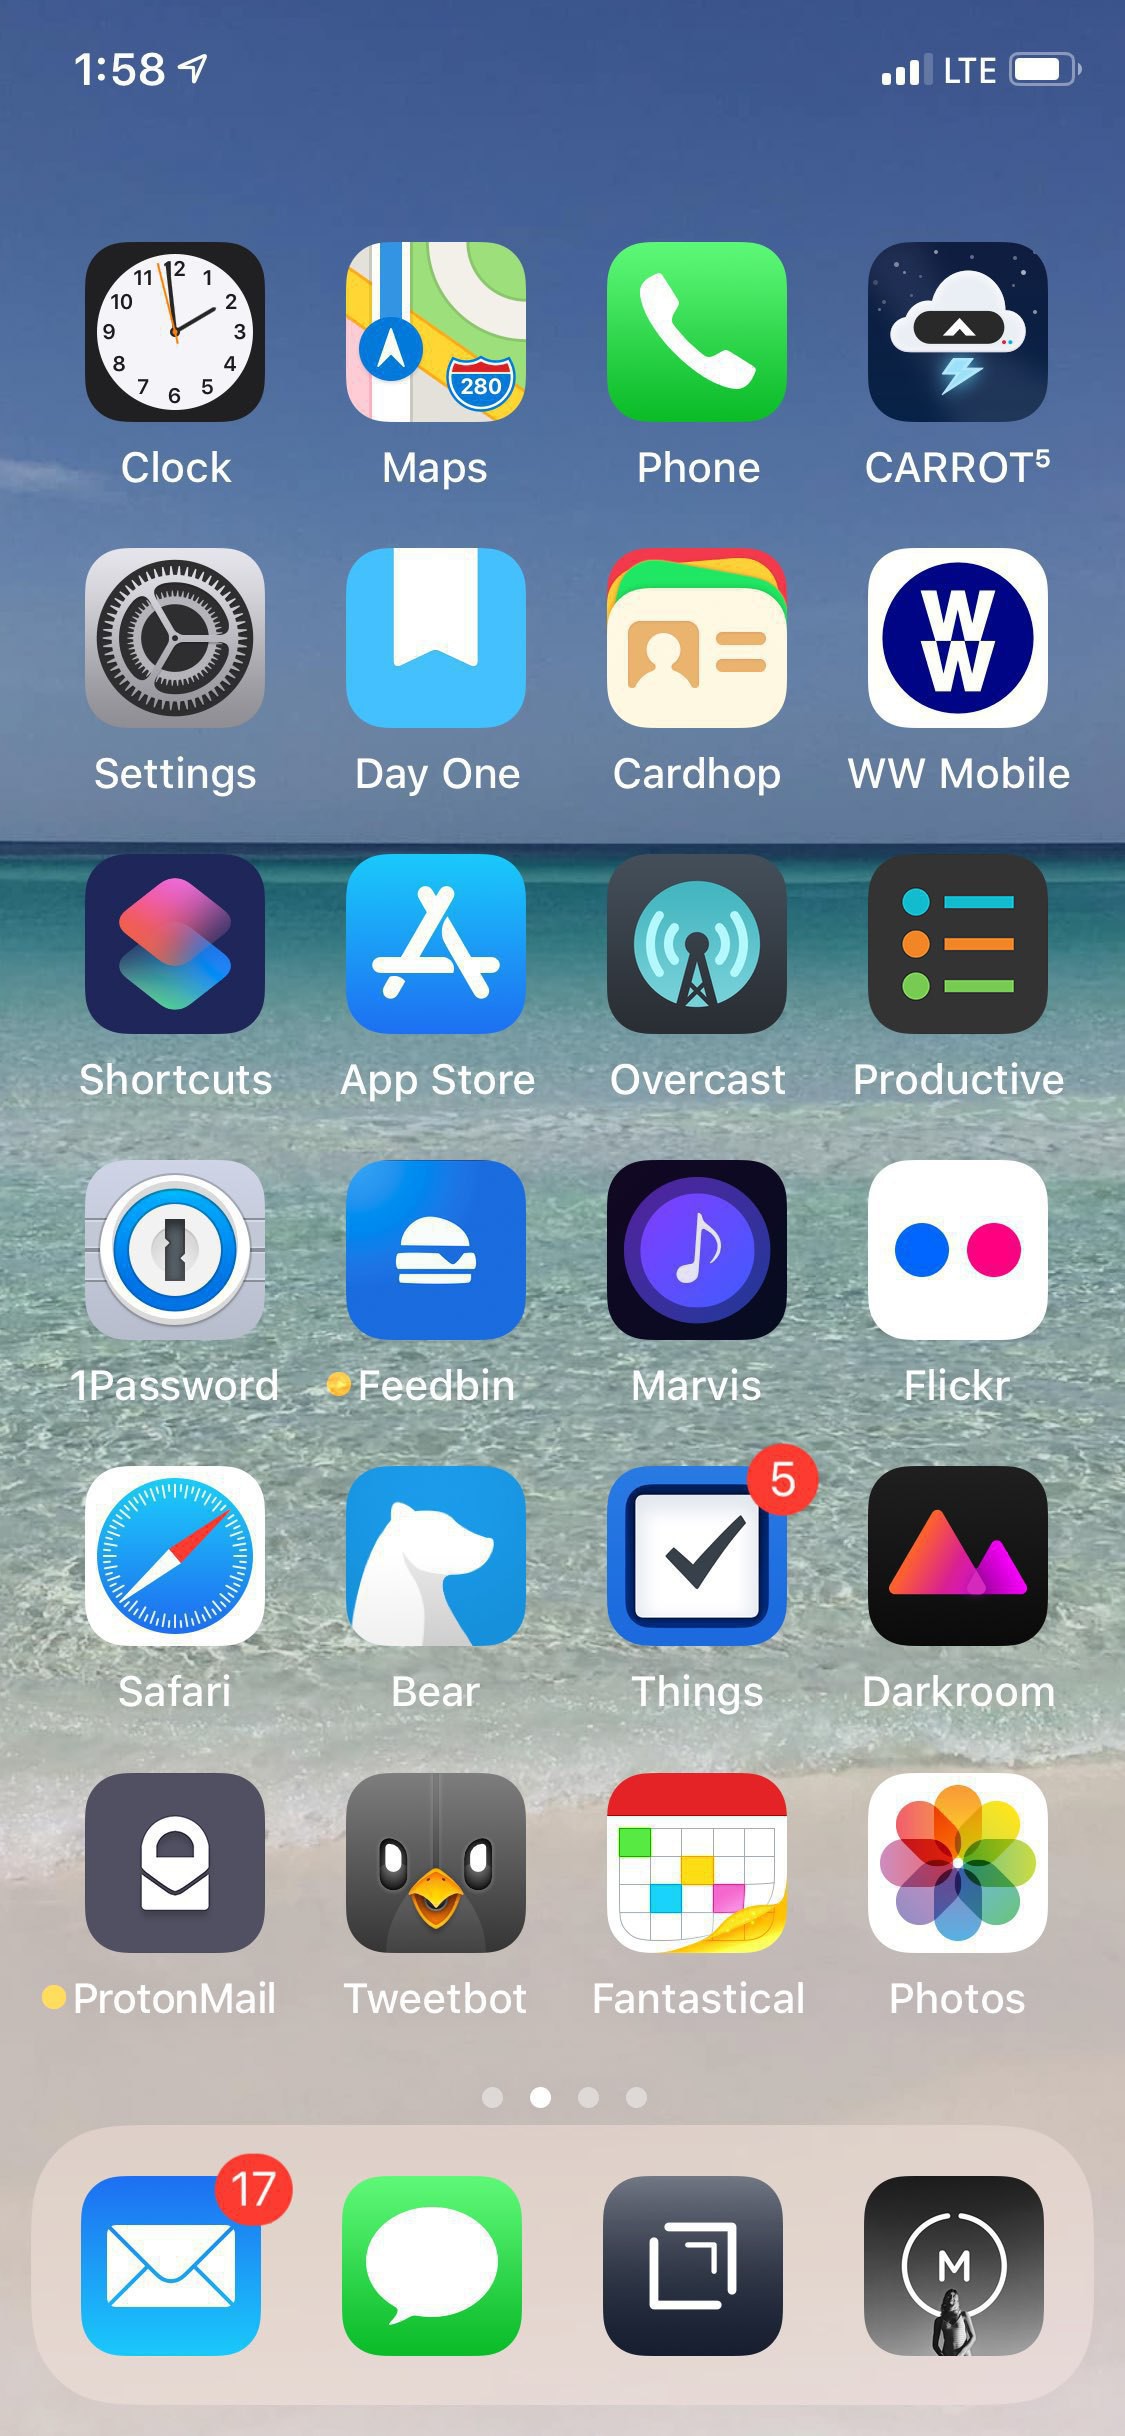 1:58 LTE
11 12 1
10 2
9 3
8 4
7 6 5
280
Clock Maps Phone CARROT⁵
W
W
Settings Day One Cardhop WW Mobile
Shortcuts App Store Overcast Productive
1Password Feedbin Marvis Flickr
5
Safari Bear Things Darkroom
ProtonMail Tweetbot Fantastical Photos
17
M